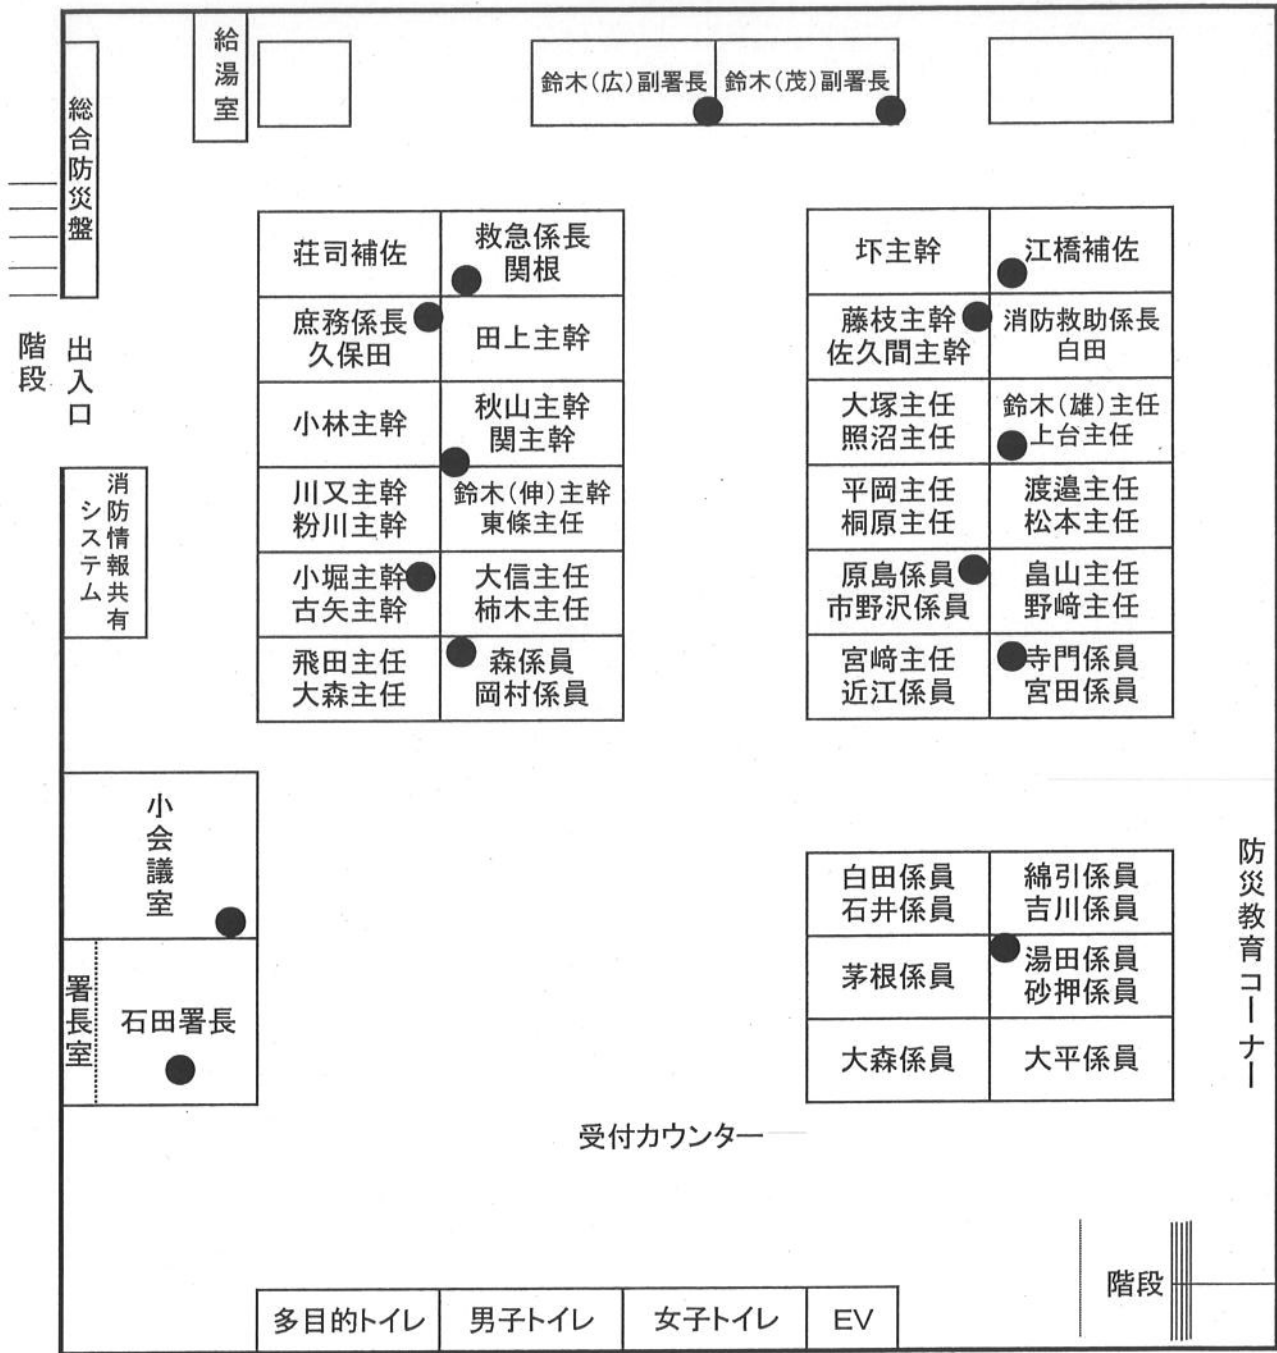 給湯室
鈴木(広)副署長
鈴木(茂)副署長
総合防災盤
荘司補佐
救急係長
関根
庶務係長
久保田
田上主幹
小林主幹
秋山主幹
関主幹
川又主幹
粉川主幹
鈴木(伸)主幹
東條主任
小堀主幹
古矢主幹
大信主任
柿木主任
飛田主任
大森主任
森係員
岡村係員
圷主幹
江橋補佐
藤枝主幹
佐久間主幹
消防救助係長
白田
大塚主任
照沼主任
鈴木(雄)主任
上台主任
平岡主任
桐原主任
渡邉主任
松本主任
原島係員
市野沢係員
畠山主任
野﨑主任
宮﨑主任
近江係員
寺門係員
宮田係員
階段
出入口
消防情報共有
システム
小会議室
署長室
石田署長
白田係員
石井係員
綿引係員
吉川係員
茅根係員
湯田係員
砂押係員
大森係員
大平係員
防災教育コーナー
受付カウンター
階段
多目的トイレ
男子トイレ
女子トイレ
EV